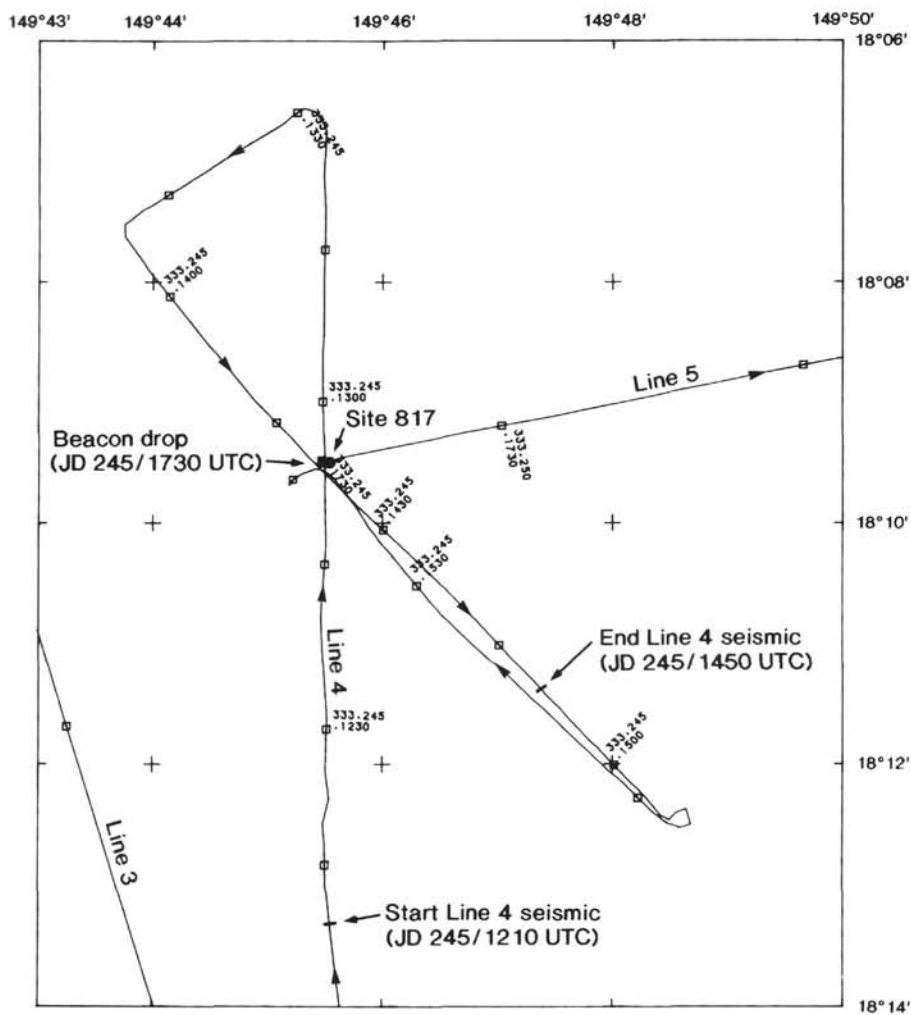 149°43' 149°44' 149°46' 149°48' 149°50'
18°06'
333.245
.1330
333.245
.1400
18°08'
333.245
.1300
Line 5
Site 817
Beacon drop
(JD 245/1730 UTC)
333.250
.1730
333.245
.1730
333.245
.1430
18°10'
333.245
.1530
Line 4
End Line 4 seismic
(JD 245/1450 UTC)
333.245
.1230
333.245
.1500
18°12'
Line 3
Start Line 4 seismic
(JD 245/1210 UTC)
18°14'